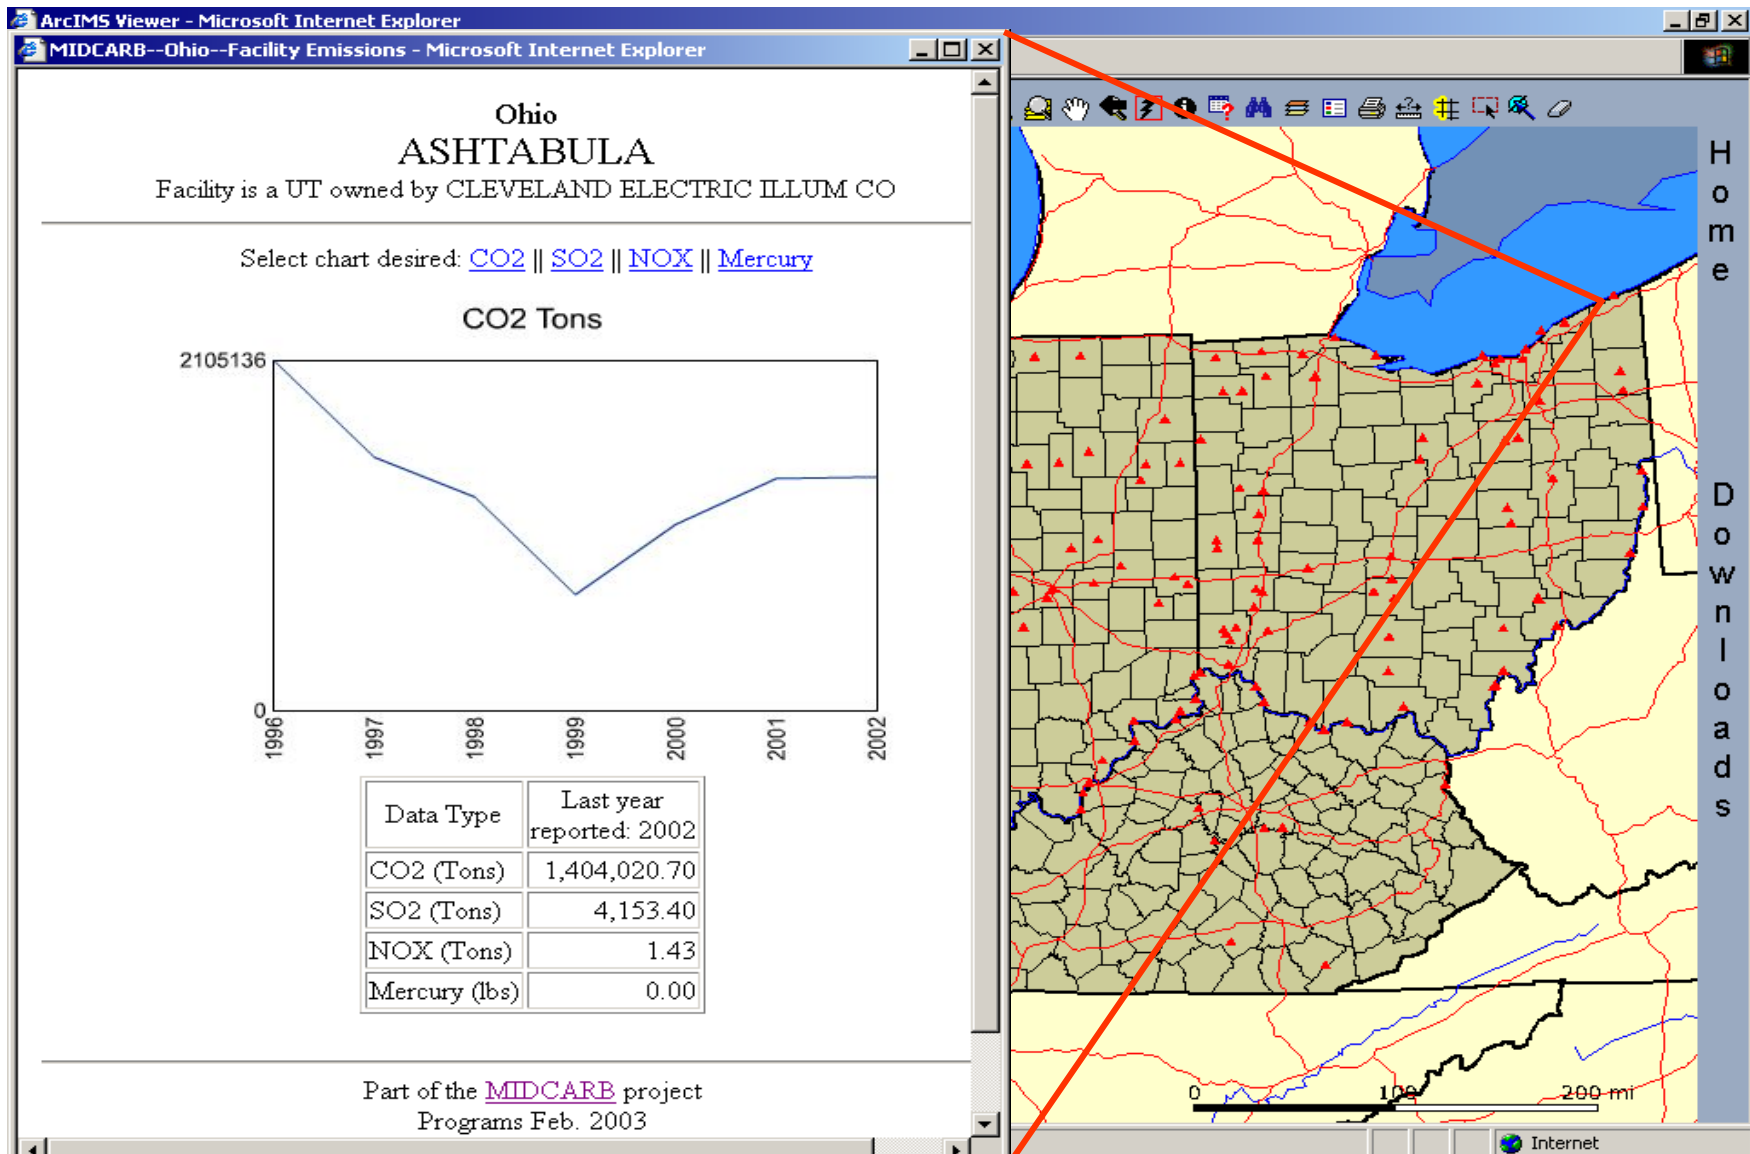 ArcIMS Viewer - Microsoft Internet Explorer
MIDCARB--Ohio--Facility Emissions - Microsoft Internet Explorer
Ohio
ASHTABULA
Facility is a UT owned by CLEVELAND ELECTRIC ILLUM CO
Select chart desired: CO2 || SO2 || NOX || Mercury
CO2 Tons
2105136
0
1996 1997 1998 1999 2000 2001 2002
Data Type Last year reported: 2002
CO2 (Tons) 1,404,020.70
SO2 (Tons) 4,153.40
NOX (Tons) 1.43
Mercury (lbs) 0.00
Part of the MIDCARB project
Programs Feb. 2003
Home
Downloads
0 100 200 mi
Internet